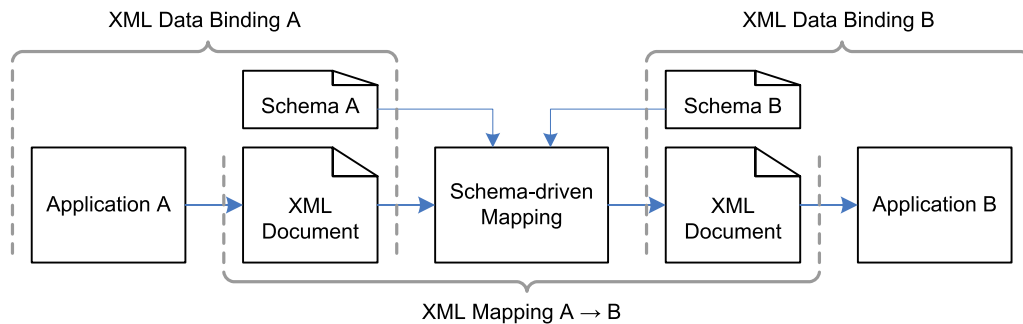 XML Data Binding A
XML Data Binding B
Schema A
Schema B
Application A
XML
Document
Schema-driven
Mapping
XML
Document
Application B
XML Mapping A → B